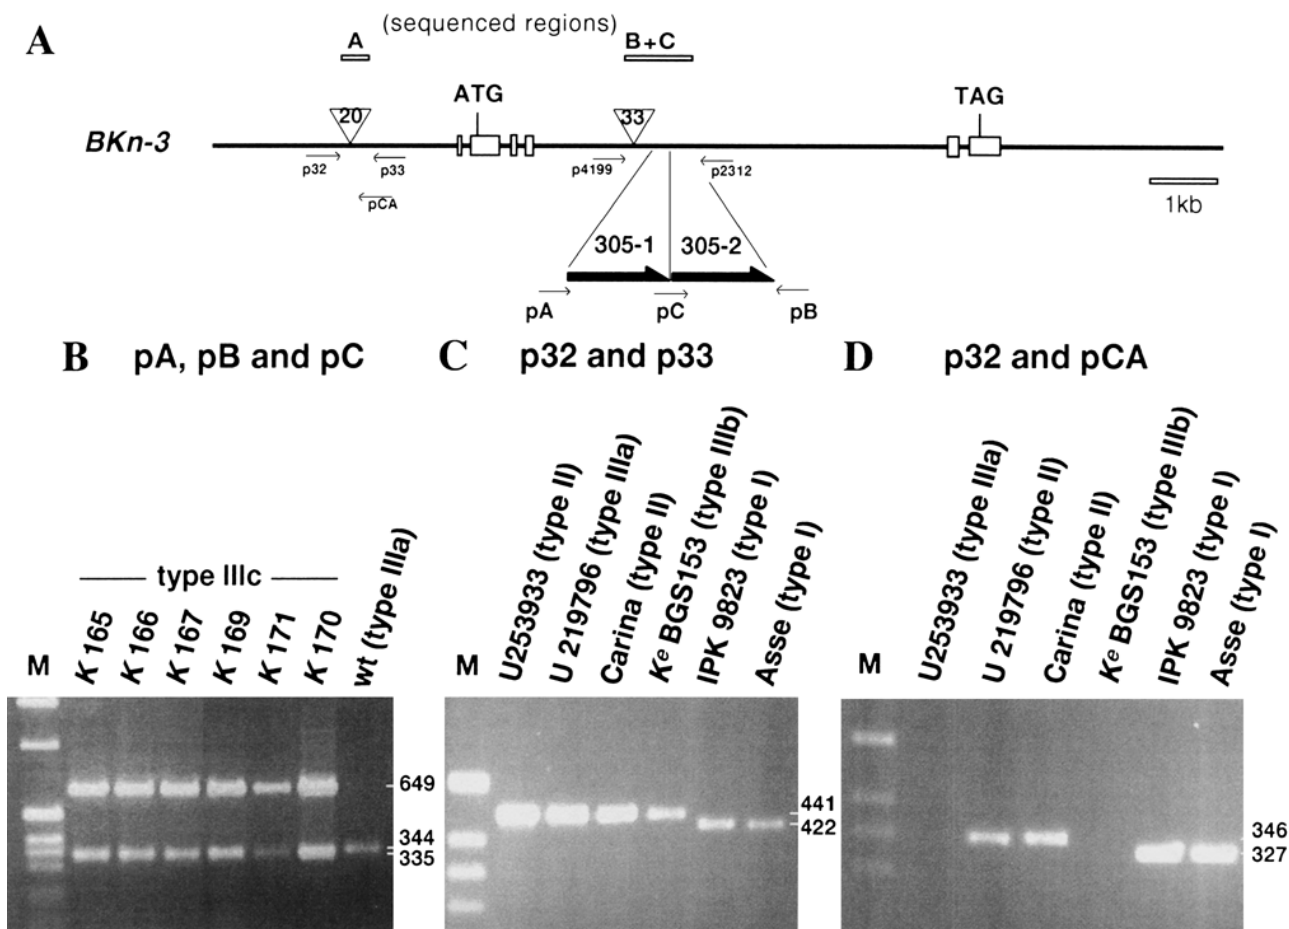 A
(sequenced regions)
A
B+C
20
ATG
33
TAG
BKn-3
p32
p33
pCA
p4199
p2312
1kb
305-1
305-2
pA
pC
pB
B pA, pB and pC
type IIIc
M
K 165
K 166
K 167
K 169
K 171
K 170
wt (type IIIa)
649
344
335
C p32 and p33
M
U253933 (type II)
U 219796 (type IIIa)
Carina (type II)
Ke BGS153 (type IIIb)
IPK 9823 (type I)
Asse (type I)
441
422
D p32 and pCA
M
U253933 (type IIIa)
U 219796 (type II)
Carina (type II)
Ke BGS153 (type IIIb)
IPK 9823 (type I)
Asse (type I)
346
327